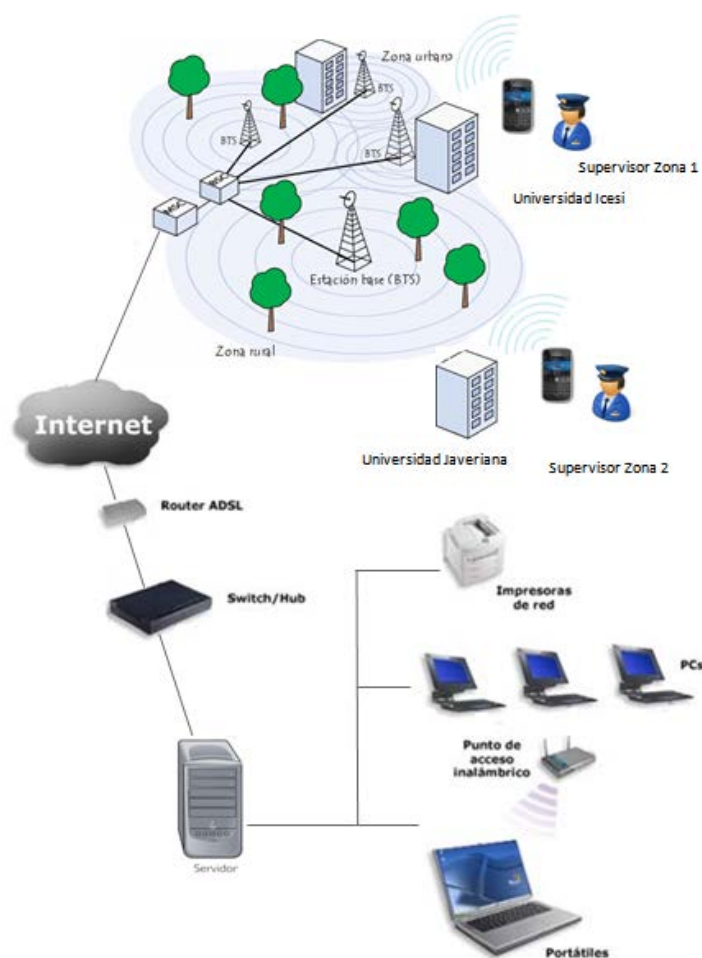 Zona urbana
BTS
BTS
BTS
MSC
Supervisor Zona 1
Universidad Icesi
Estación base (BTS)
Zona rural
Universidad Javeriana
Supervisor Zona 2
Internet
Router ADSL
Switch/Hub
Impresoras
de red
PCs
Punto de
acceso
inalámbrico
Servidor
Portátiles